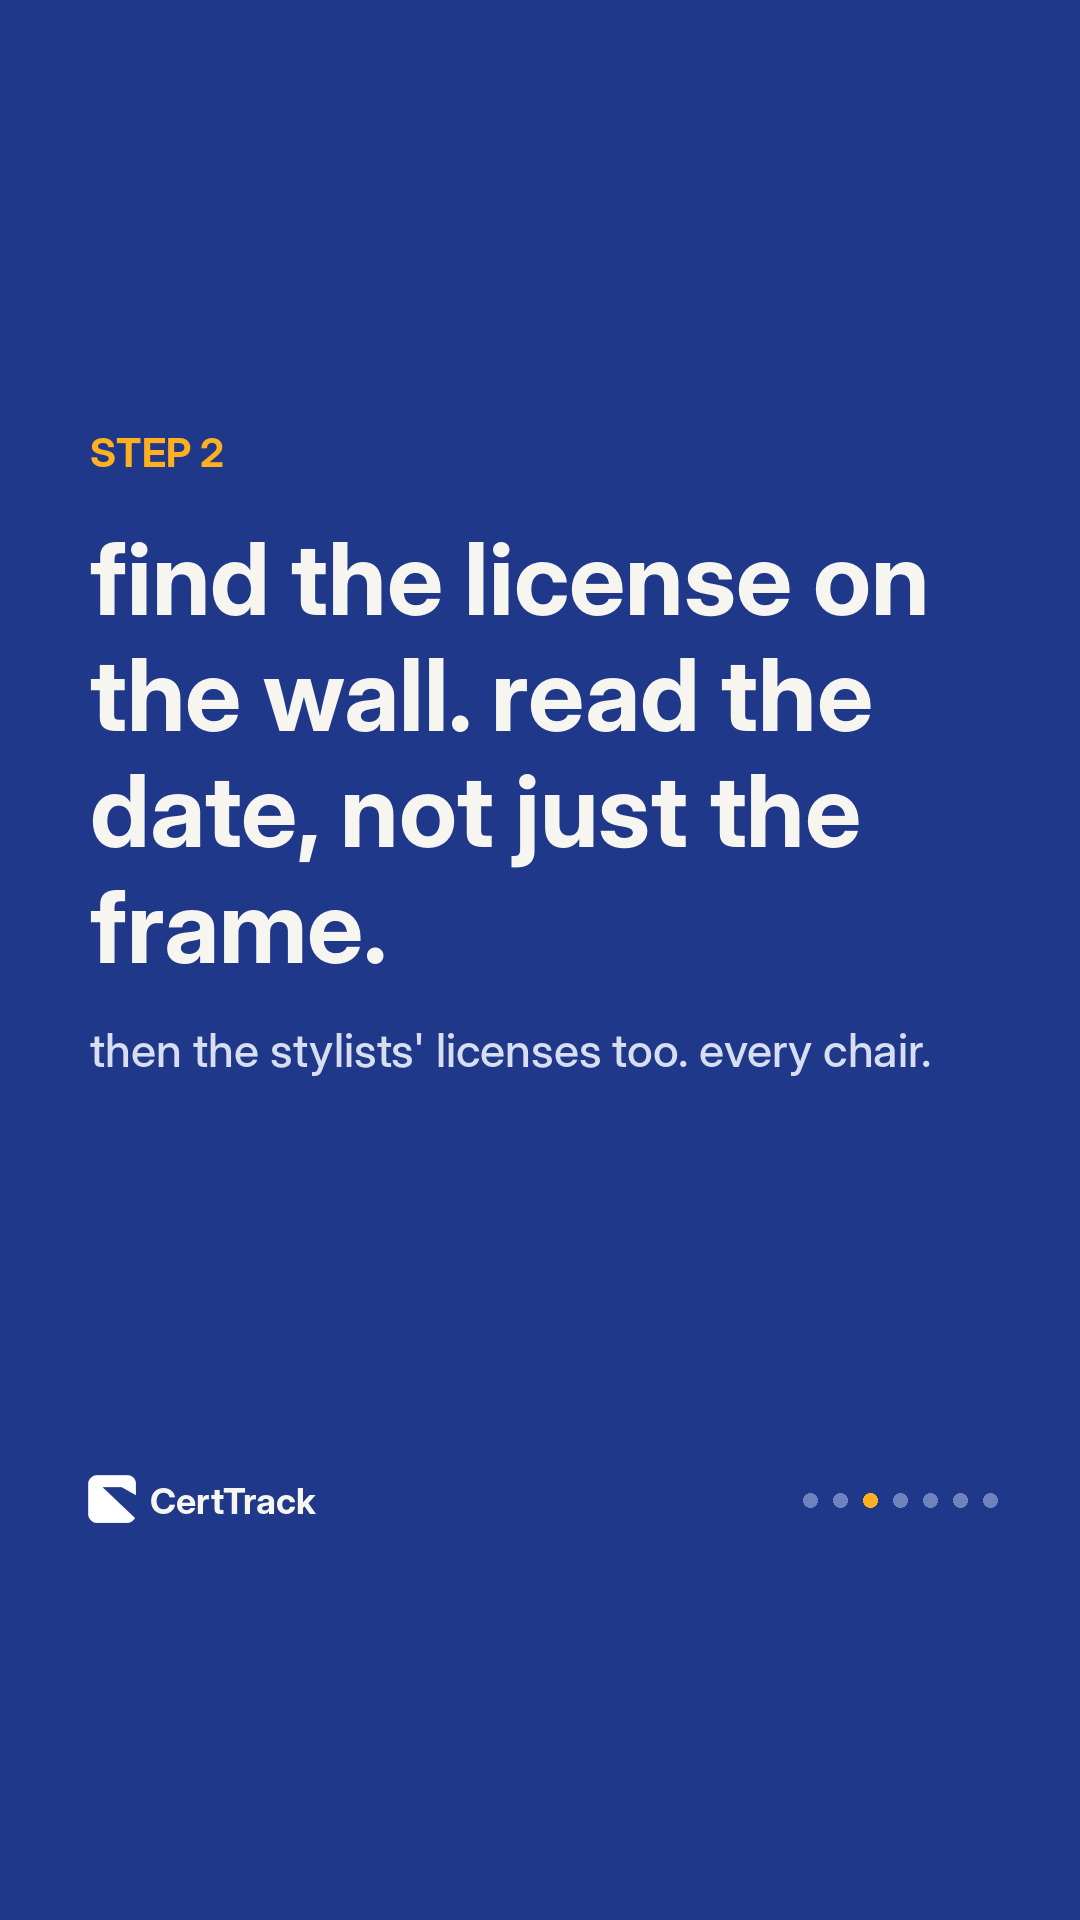 STEP 2
find the license on
the wall. read the
date, not just the
frame.
then the stylists' licenses too. every chair.
CertTrack